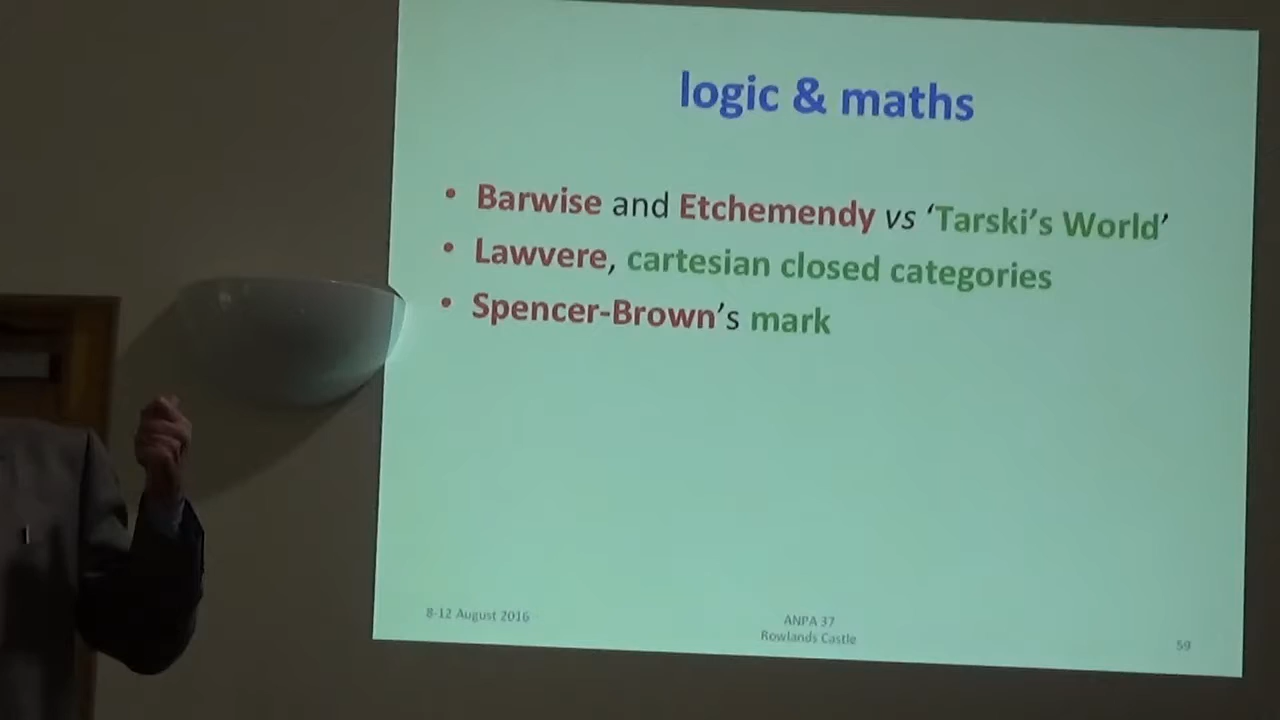 logic & maths
• Barwise and Etchemendy vs ‘Tarski’s World’
• Lawvere, cartesian closed categories
• Spencer-Brown’s mark
8-12 August 2016
ANPA 37
Rowlands Castle
59